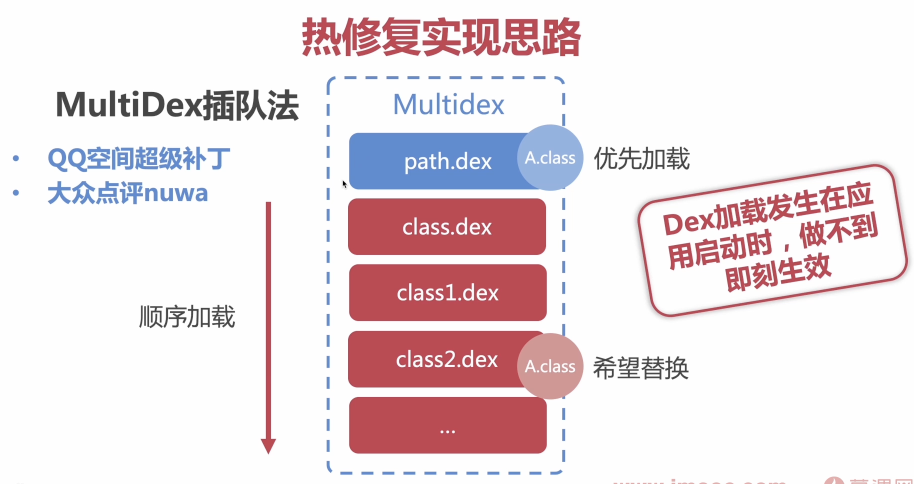 热修复实现思路
MultiDex插队法
• QQ空间超级补丁
• 大众点评nuwa
Multidex
path.dex
A.class
优先加载
class.dex
class1.dex
class2.dex
A.class
希望替换
...
顺序加载
Dex加载发生在应
用启动时，做不到
即刻生效